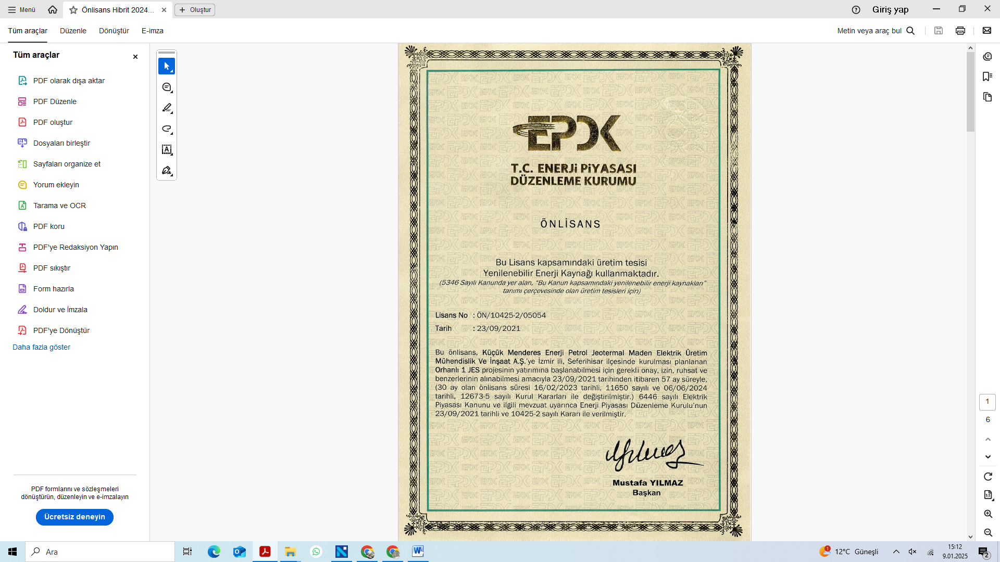 Menü
Önlisans Hibrit 2024...
Oluştur
Giriş yap
Tüm araçlar
Düzenle
Dönüştür
E-imza
Metin veya araç bul
Tüm araçlar
PDF olarak dışa aktar
PDF Düzenle
PDF oluştur
Dosyaları birleştir
Sayfaları organize et
Yorum ekleyin
Tarama ve OCR
PDF koru
PDF'ye Redaksiyon Yapın
PDF sıkıştır
Form hazırla
Doldur ve İmzala
PDF'ye Dönüştür
Daha fazla göster
PDF formlarını ve sözleşmeleri
dönüştürün, düzenleyin ve e-imzalayın
Ücretsiz deneyin
EPDK
T.C. ENERJi PiYASASI
DÜZENLEME KURUMU
ÖNLİSANS
Bu Lisans kapsamındaki üretim tesisi
Yenilenebilir Enerji Kaynağı kullanmaktadır.
(5346 Sayılı Kanunda yer alan, “Bu Kanun kapsamındaki yenilenebilir enerji kaynakları”
tanımı çerçevesinde olan üretim tesisleri için)
Lisans No : ÖN/10425-2/05054
Tarih : 23/09/2021
Bu önlisans, Küçük Menderes Enerji Petrol Jeotermal Maden Elektrik Üretim
Mühendislik Ve İnşaat A.Ş.'ye İzmir ili, Seferihisar ilçesinde kurulması planlanan
Orhanlı 1 JES projesinin yatırımına başlanabilmesi için gerekli onay, izin, ruhsat ve
benzerlerinin alınabilmesi amacıyla 23/09/2021 tarihinden itibaren 57 ay süreyle,
(30 ay olan önlisans süresi 16/02/2023 tarihli, 11650 sayılı ve 06/06/2024
tarihli, 12673-5 sayılı Kurul Kararları ile değiştirilmiştir.) 6446 sayılı Elektrik
Piyasası Kanunu ve ilgili mevzuat uyarınca Enerji Piyasası Düzenleme Kurulu'nun
23/09/2021 tarihli ve 10425-2 sayılı Kararı ile verilmiştir.
Mustafa YILMAZ
Başkan
1
6
Ara
1
12°C Güneşli
15:12
9.01.2025
2